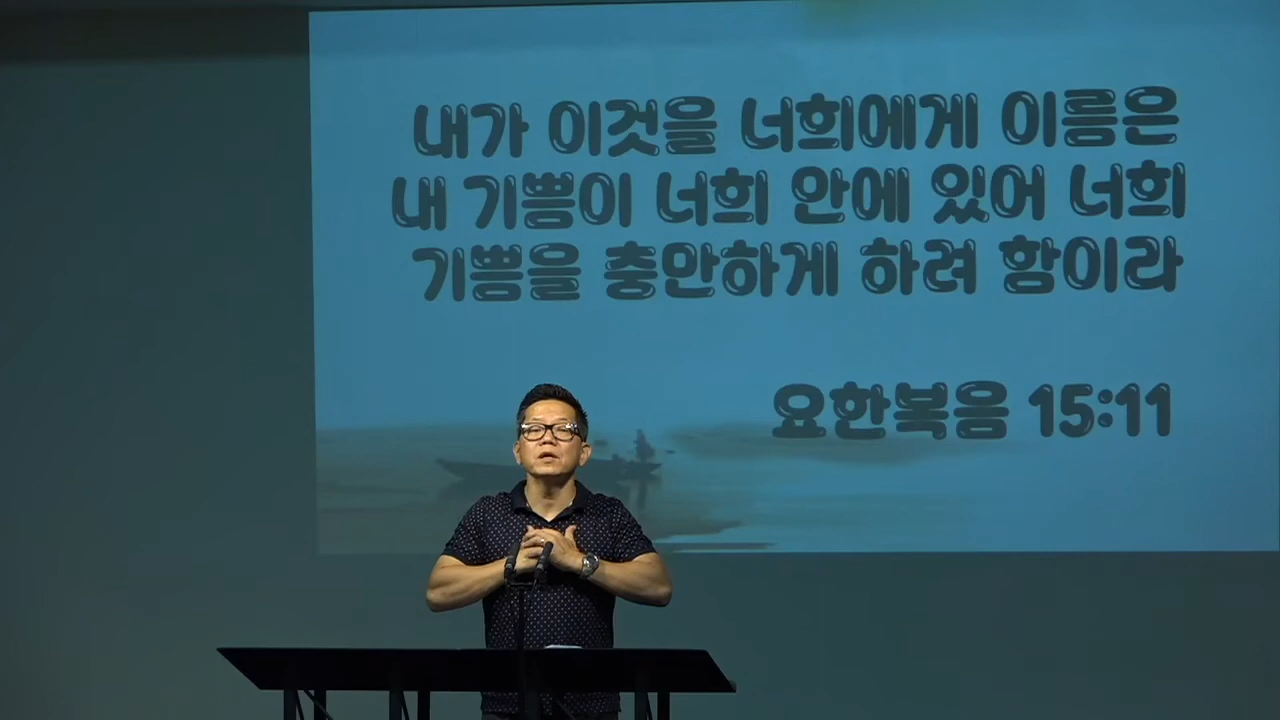 내가 이것을 너희에게 이름은
내 기쁨이 너희 안에 있어 너희
기쁨을 충만하게 하려 함이라
요한복음 15:11